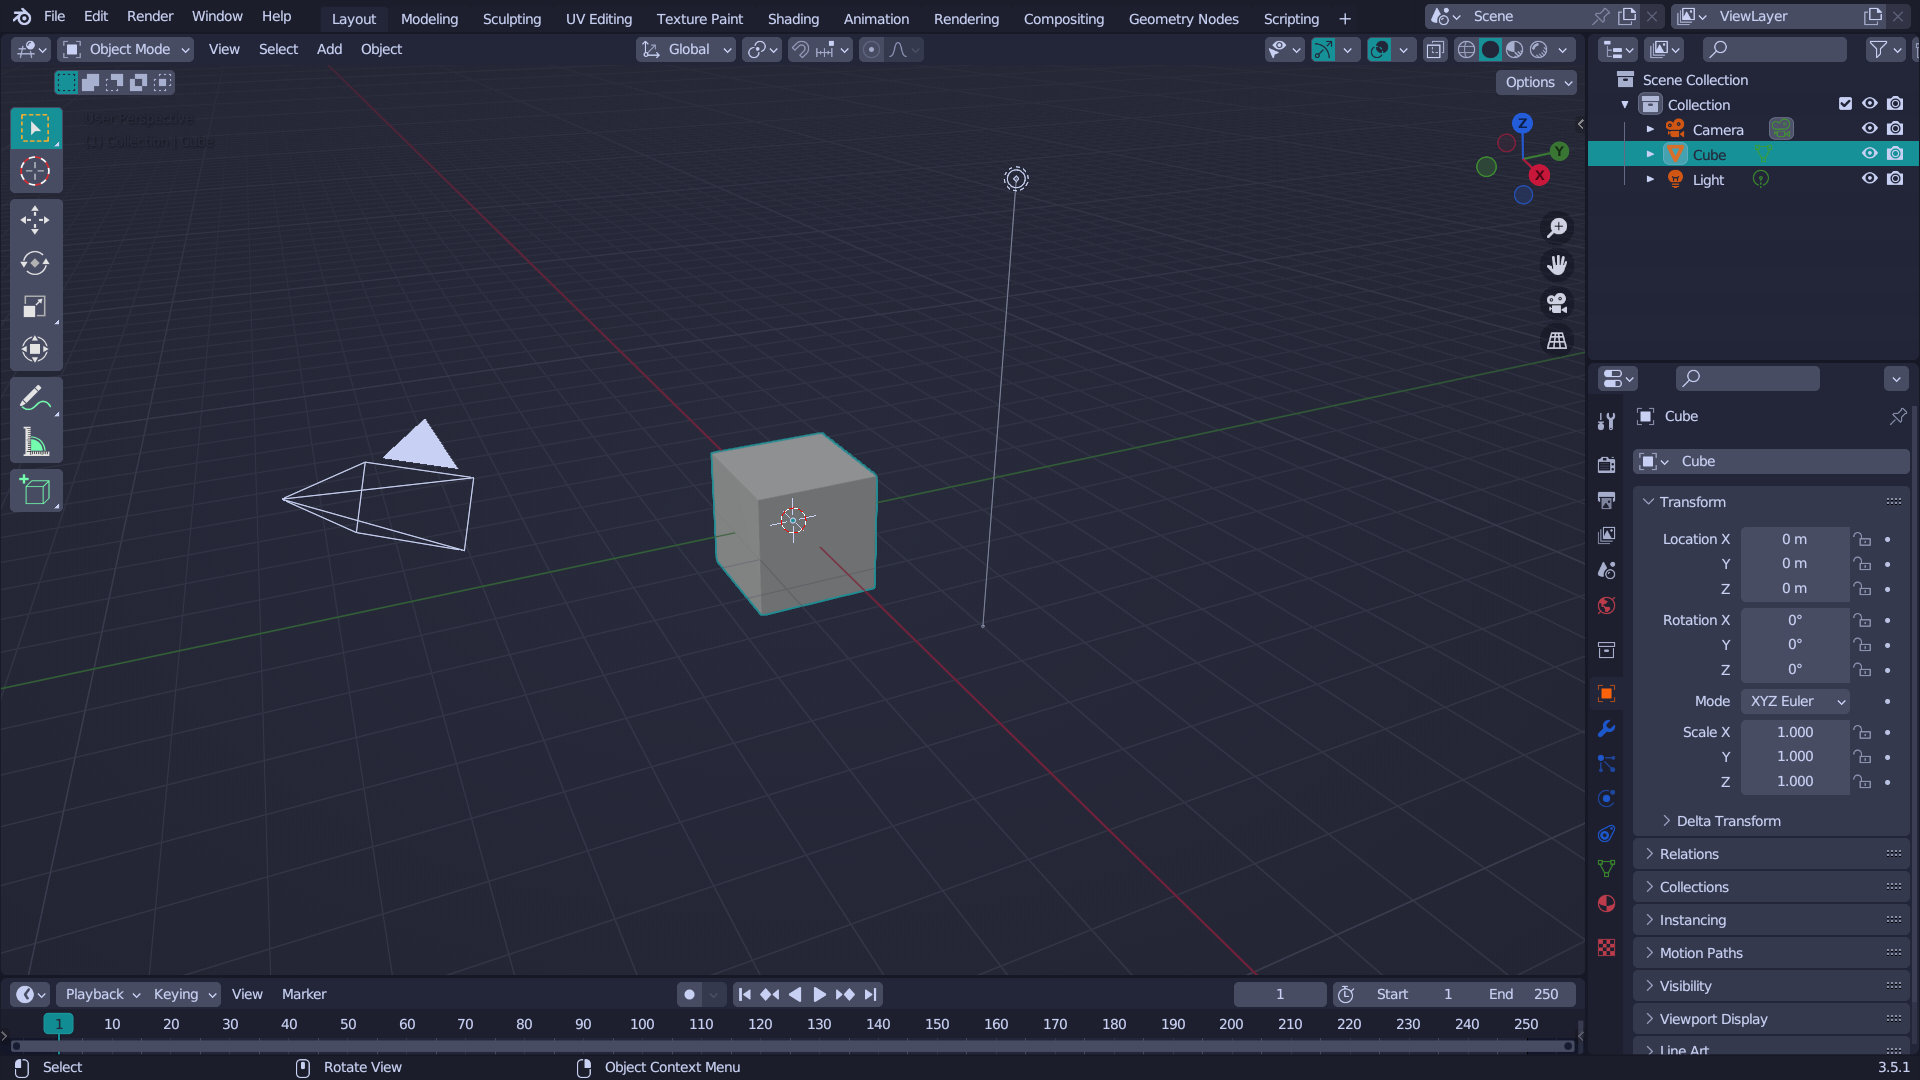 File Edit Render Window Help Layout Modeling Sculpting UV Editing Texture Paint Shading Animation Rendering Compositing Geometry Nodes Scripting + Scene ViewLayer
Object Mode View Select Add Object Global
Options
User Perspective
(1) Collection | Cube
Z
Y
X
Scene Collection
Collection
Camera
Cube
Light
Cube
Cube
Transform
Location X 0 m
Y 0 m
Z 0 m
Rotation X 0°
Y 0°
Z 0°
Mode XYZ Euler
Scale X 1.000
Y 1.000
Z 1.000
Delta Transform
Relations
Collections
Instancing
Motion Paths
Visibility
Viewport Display
Line Art
Playback Keying View Marker 1 Start 1 End 250
1 10 20 30 40 50 60 70 80 90 100 110 120 130 140 150 160 170 180 190 200 210 220 230 240 250
Select Rotate View Object Context Menu 3.5.1